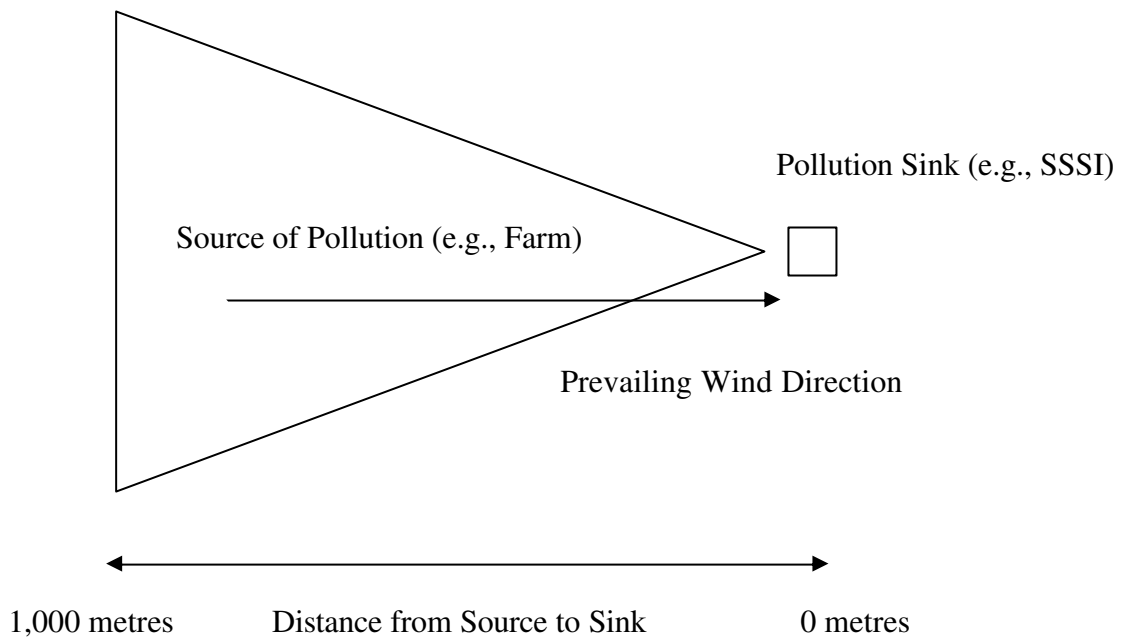 Pollution Sink (e.g., SSSI)
Source of Pollution (e.g., Farm)
Prevailing Wind Direction
1,000 metres Distance from Source to Sink 0 metres